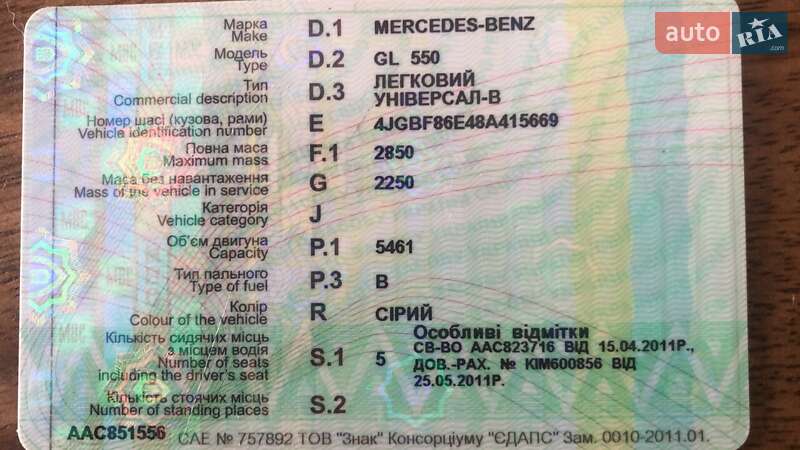 Марка D.1 MERCEDES-BENZ
Make
Модель D.2 GL 550
Type
Тип D.3 ЛЕГКОВИЙ
Commercial description УНІВЕРСАЛ-B
Номер шасі (кузова, рами) E 4JGBF86E48A415669
Vehicle identification number
Повна маса F.1 2850
Maximum mass
Маса без навантаження G 2250
Mass of the vehicle in service
Категорія J
Vehicle category
Об'єм двигуна P.1 5461
Capacity
Тип пального P.3 B
Type of fuel
Колір R СІРИЙ
Colour of the vehicle
Особливі відмітки
Кількість сидячих місць СВ-ВО ААС823716 ВІД 15.04.2011Р.,
з місцем водія S.1 5 ДОВ.-РАХ. № КІМ600856 ВІД
Number of seats 25.05.2011Р.
including the driver's seat
Кількість стоячих місць S.2
Number of standing places
ААС851556 САЕ № 757892 ТОВ "Знак" Консорціуму "ЄДАПС" Зам. 0010-2011.01.
auto RIA .com